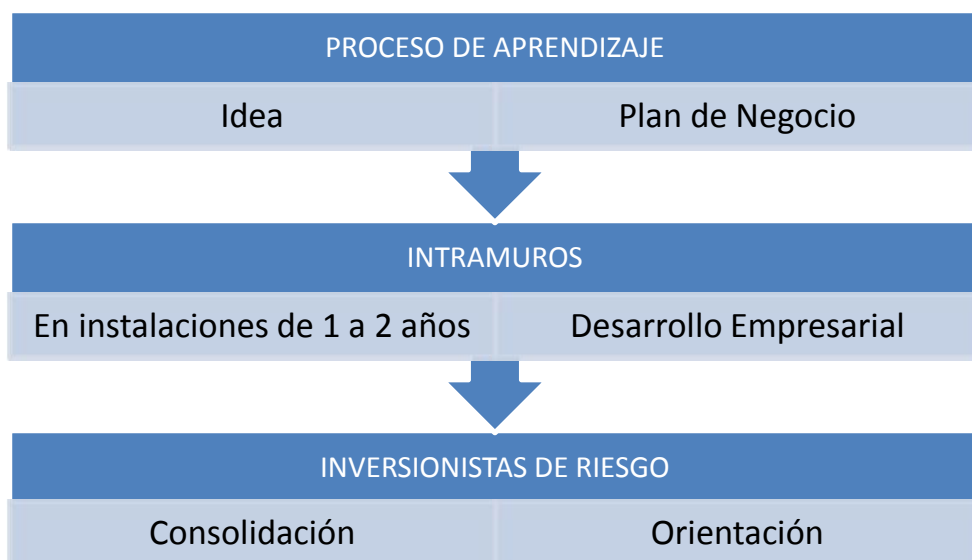 PROCESO DE APRENDIZAJE
Idea
Plan de Negocio
INTRAMUROS
En instalaciones de 1 a 2 años
Desarrollo Empresarial
INVERSIONISTAS DE RIESGO
Consolidación
Orientación